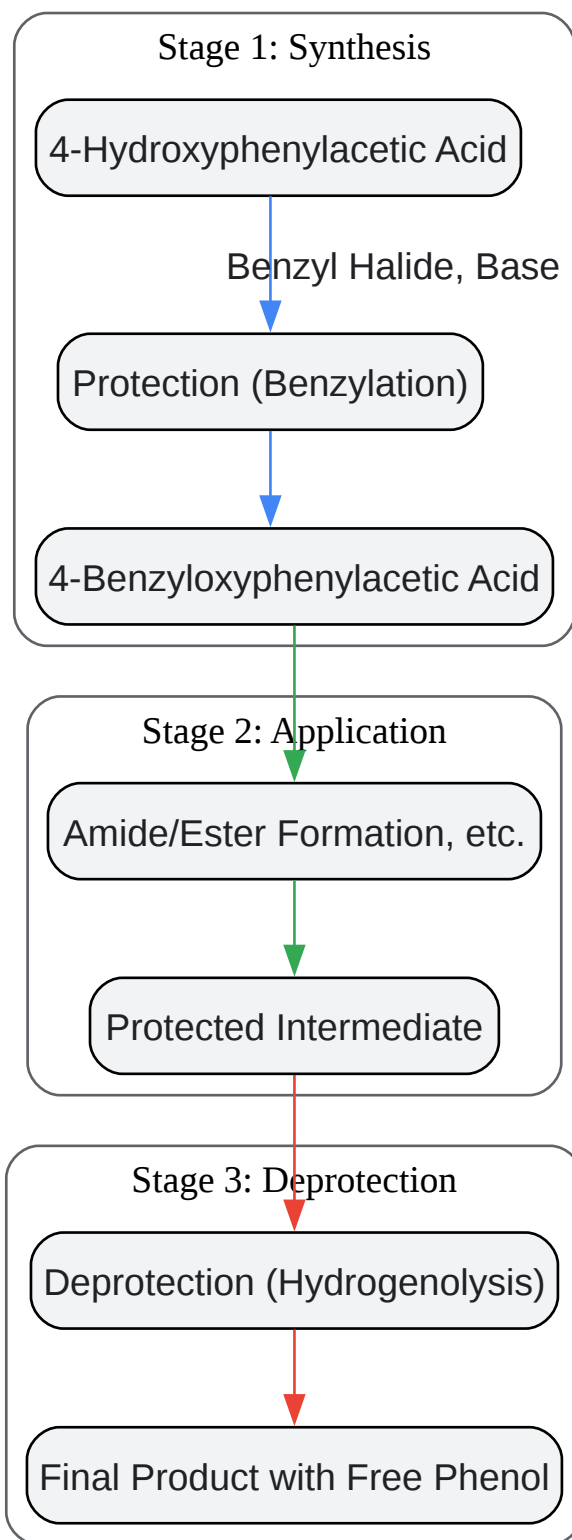 Stage 1: Synthesis
4-Hydroxyphenylacetic Acid
Benzyl Halide, Base
Protection (Benzylation)
4-Benzyloxyphenylacetic Acid
Stage 2: Application
Amide/Ester Formation, etc.
Protected Intermediate
Stage 3: Deprotection
Deprotection (Hydrogenolysis)
Final Product with Free Phenol